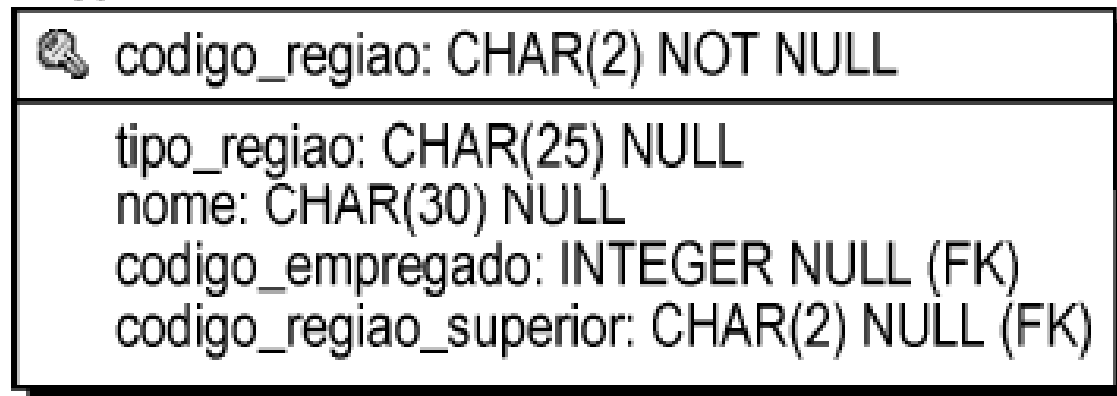 codigo_regiao: CHAR(2) NOT NULL
tipo_regiao: CHAR(25) NULL
nome: CHAR(30) NULL
codigo_empregado: INTEGER NULL (FK)
codigo_regiao_superior: CHAR(2) NULL (FK)